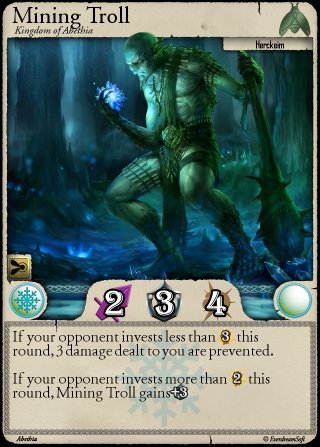 Mining Troll
Kingdom of Abethia
Herckeim
2 3 4
If your opponent invests less than 3 this
round, 3 damage dealt to you are prevented.
If your opponent invests more than 2 this
round, Mining Troll gains +3
Abethia © EverdreamSoft